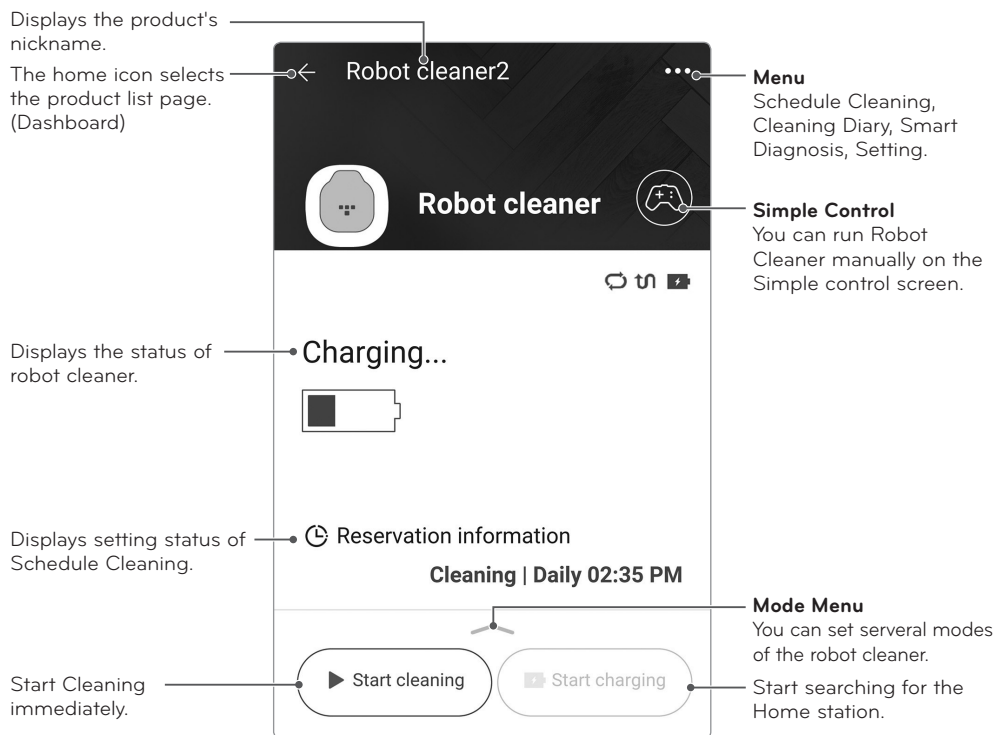 Displays the product's
nickname.
The home icon selects
the product list page.
(Dashboard)
Robot cleaner2
Menu
Schedule Cleaning,
Cleaning Diary, Smart
Diagnosis, Setting.
Robot cleaner
Simple Control
You can run Robot
Cleaner manually on the
Simple control screen.
Displays the status of
robot cleaner.
Charging...
Displays setting status of
Schedule Cleaning.
Reservation information
Cleaning | Daily 02:35 PM
Mode Menu
You can set serveral modes
of the robot cleaner.
Start Cleaning
immediately.
Start cleaning
Start charging
Start searching for the
Home station.